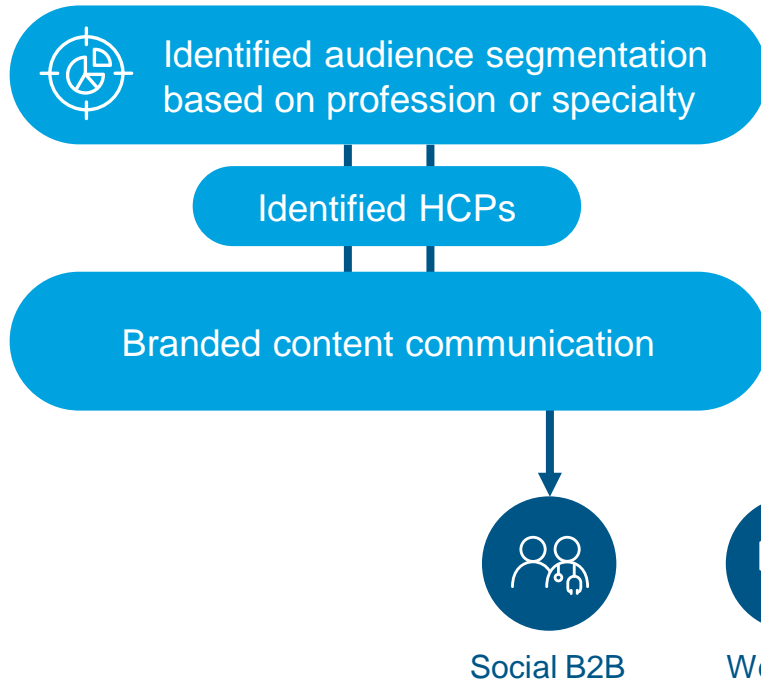 Identified audience segmentation
based on profession or specialty
Identified HCPs
Branded content communication
Social B2B